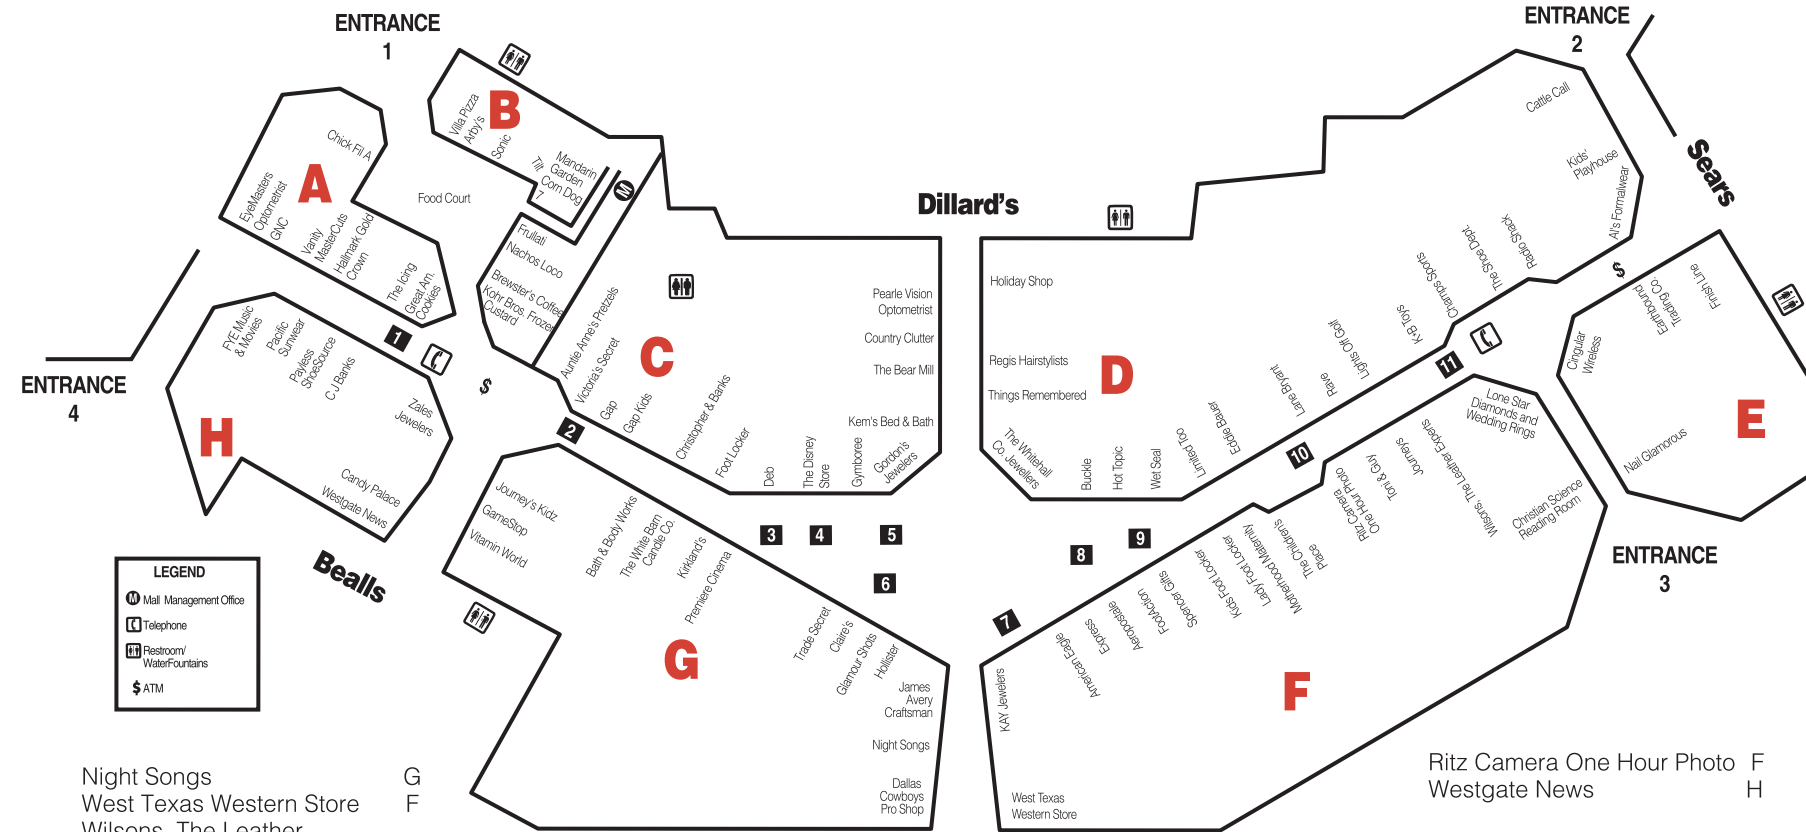 ENTRANCE
1
ENTRANCE
2
B
Villa Pizza
Arby's
Sonic
Tilt
Mandarin
Garden
Corn Dog
7
M
Chick Fil A
A
EyeMasters
Optometrist
GNC
Vanity
MasterCuts
Hallmark Gold
Crown
The Icing
Great Am.
Cookies
Food Court
Frullati
Nachos Loco
Brewster's Coffee
Kohr Bros. Frozen
Custard
Dillard's
Sears
Cattle Call
Kids'
Playhouse
Al's Formalwear
Radio Shack
The Shoe Dept.
Champs Sports
K*B Toys
Lights Off Golf
Rave
Lane Bryant
Eddie Bauer
Limited Too
Wet Seal
Hot Topic
Buckle
The Whitehall
Co. Jewellers
Things Remembered
Regis Hairstylists
Holiday Shop
D
$
Finish Line
Earthbound
Trading Co.
Cingular
Wireless
Nail Glamorous
E
Auntie Anne's Pretzels
Victoria's Secret
Gap
Gap Kids
C
Christopher & Banks
Foot Locker
Deb
The Disney
Store
Gymboree
Gordon's
Jewelers
Kem's Bed & Bath
The Bear Mill
Country Clutter
Pearle Vision
Optometrist
ENTRANCE
4
FYE Music
& Movies
Pacific
Sunwear
Payless
ShoeSource
CJ Banks
Zales
Jewelers
H
Candy Palace
Westgate News
1
$
2
3
4
5
6
7
8
9
10
11
Bealls
LEGEND
M Mall Management Office
Telephone
Restroom/
WaterFountains
$ ATM
Journey's Kidz
GameStop
Vitamin World
Bath & Body Works
The White Barn
Candle Co.
Kirkland's
Premiere Cinema
G
Trade Secret
Claire's
Glamour Shots
Hollister
James
Avery
Craftsman
Night Songs
Dallas
Cowboys
Pro Shop
KAY Jewelers
American Eagle
Express
Aeropostale
FootAction
Spencer Gifts
Kids Foot Locker
Lady Foot Locker
Motherhood Maternity
The Children's
Place
Ritz Camera
One Hour Photo
Toni & Guy
Journeys
Wilsons, The Leather Experts
Lone Star
Diamonds and
Wedding Rings
Christian Science
Reading Room
F
West Texas
Western Store
ENTRANCE
3
Night Songs G
West Texas Western Store F
Wilsons, The Leather
Ritz Camera One Hour Photo F
Westgate News H